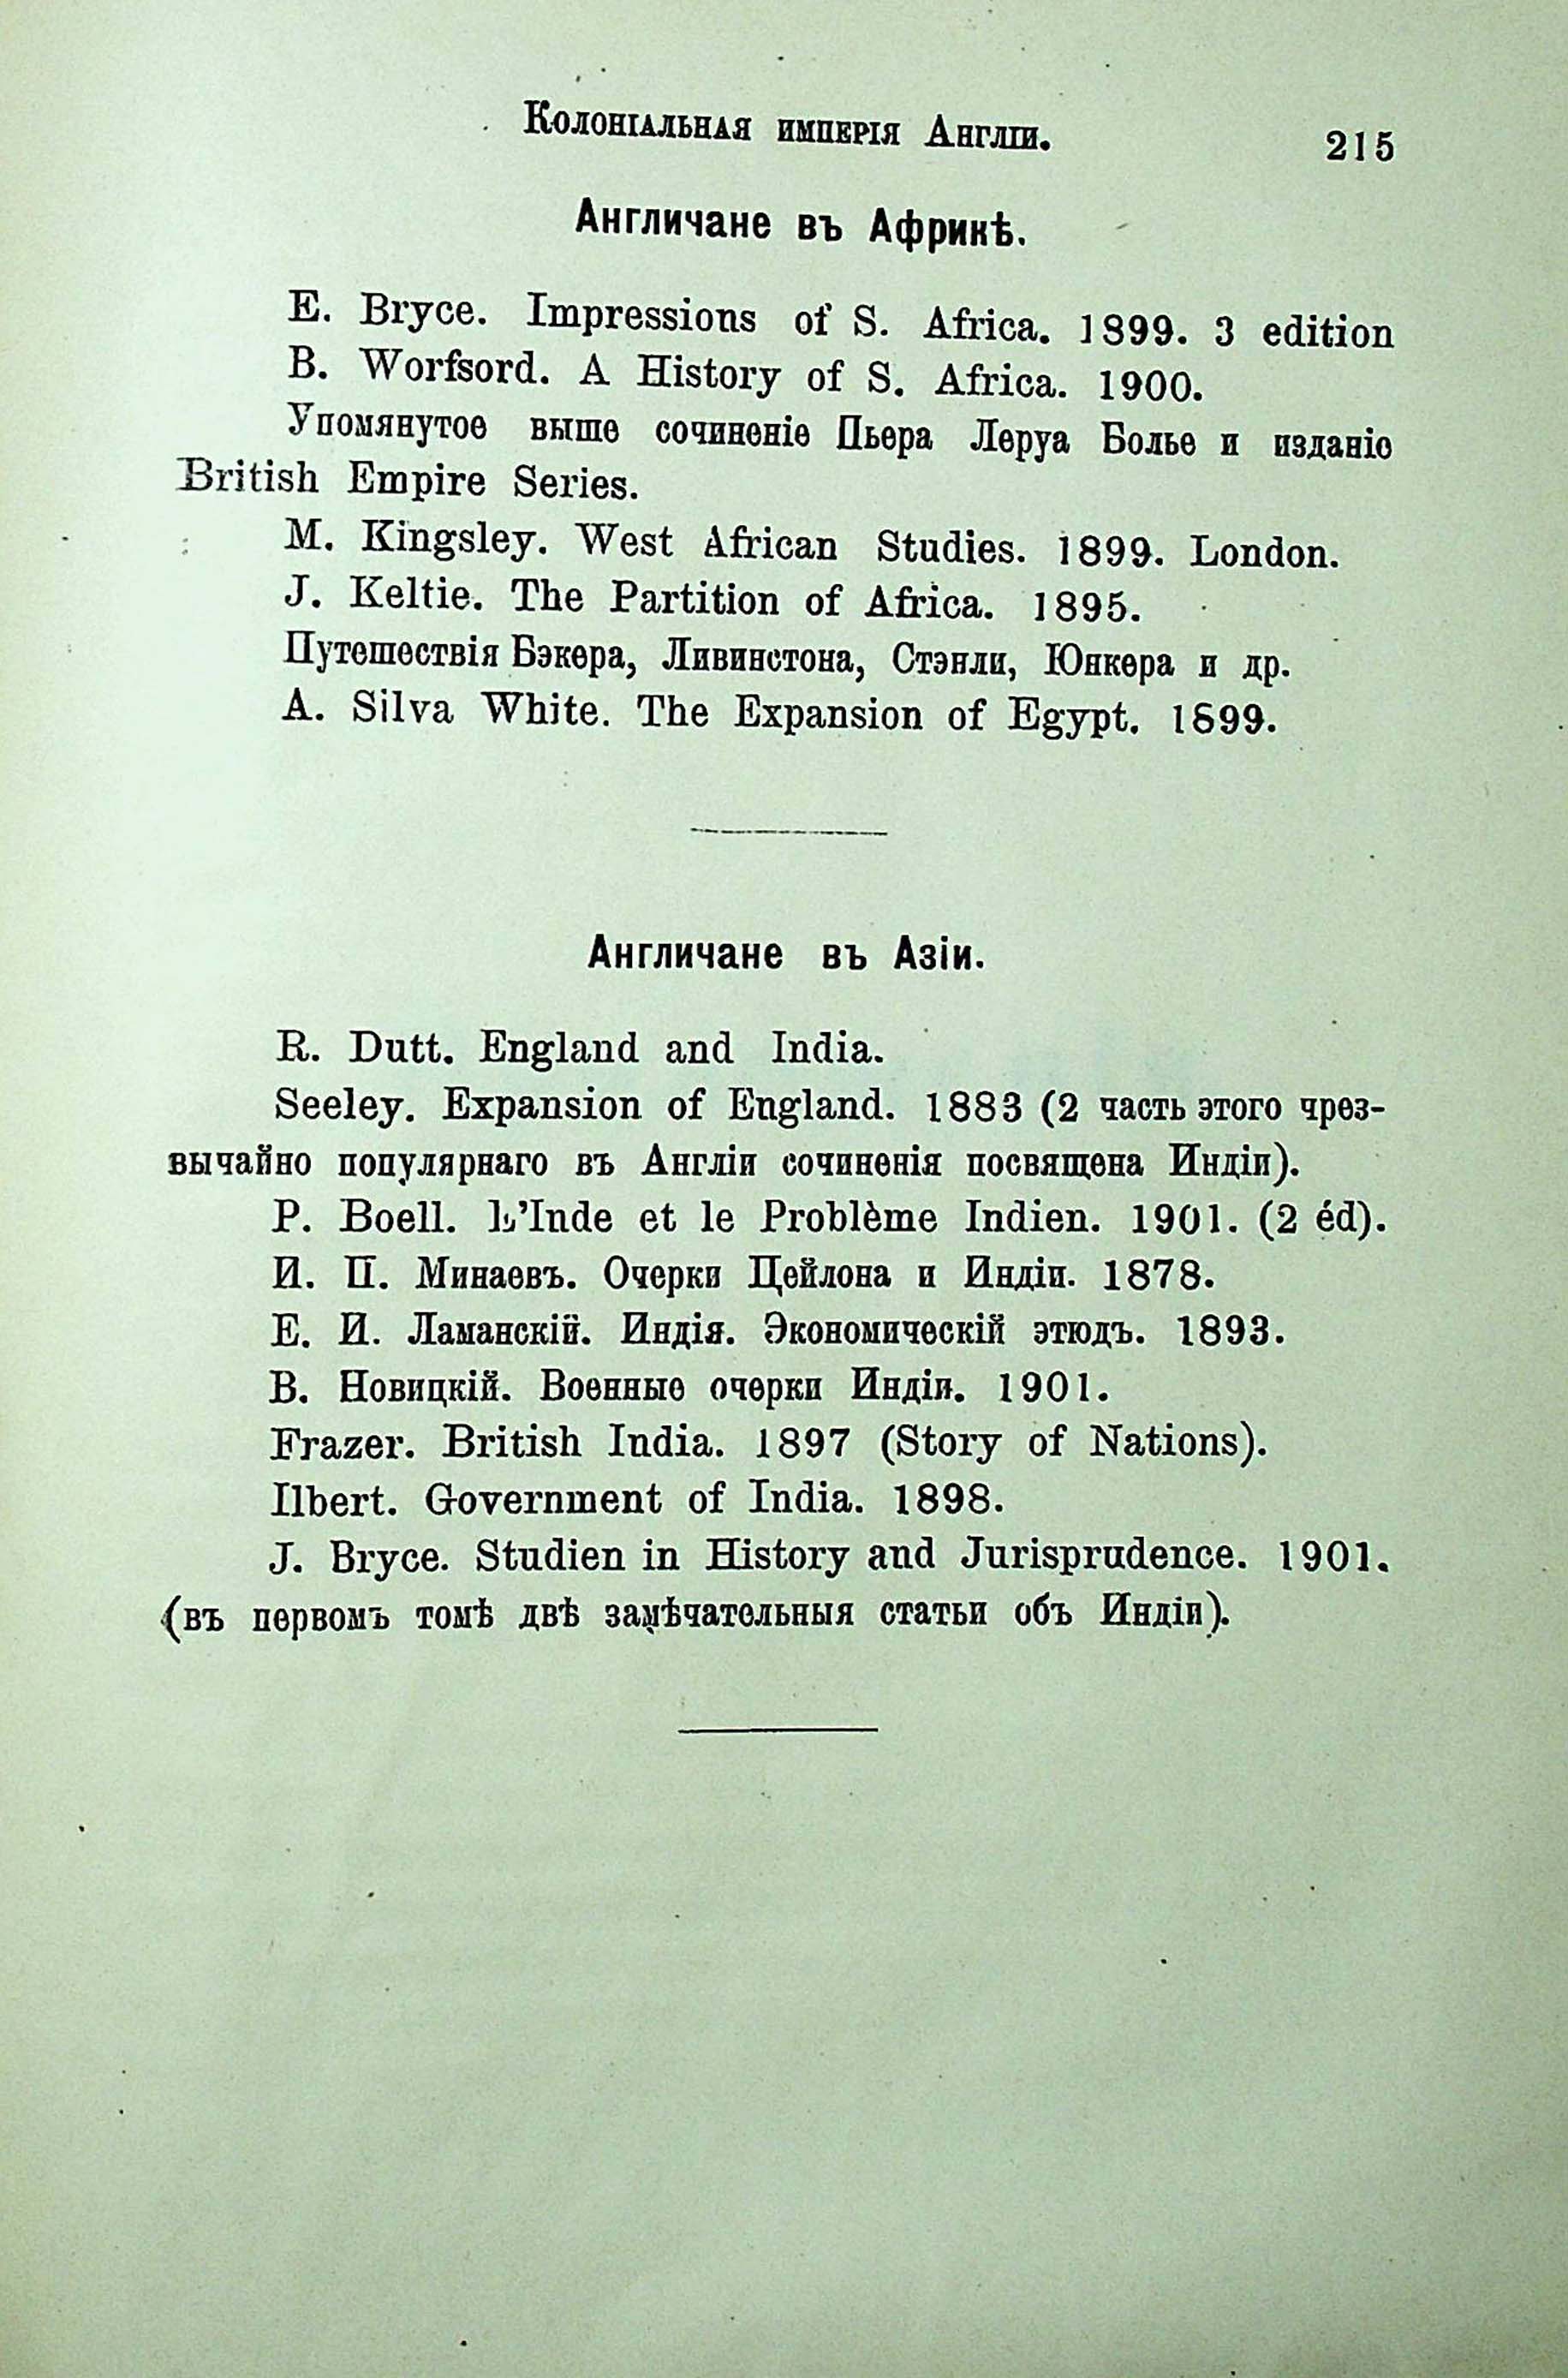 Колоніальная имперія Англіи.
215
Англичане въ Африкѣ.
E. Bryce. Impressions of S. Africa. 1899. 3 edition
B. Worfsord. A History of S. Africa. 1900.
Упомянутое выше сочиненіе Пьера Леруа Болье и изданіе
British Empire Series.
M. Kingsley. West African Studies. 1899. London.
J. Keltie. The Partition of Africa. 1895.
Путешествія Бэкера, Ливинстона, Стэнли, Юнкера и др.
A. Silva White. The Expansion of Egypt. 1899.
Англичане въ Азіи.
R. Dutt. England and India.
Seeley. Expansion of England. 1883 (2 часть этого чрез-
вычайно популярнаго въ Англіи сочиненія посвящена Индіи).
P. Boell. L’Inde et le Problème Indien. 1901. (2 éd).
И. П. Минаевъ. Очерки Цейлона и Индіи. 1878.
Е. И. Ламанскій. Индія. Экономическій этюдъ. 1893.
В. Новицкій. Военные очерки Индіи. 1901.
Frazer. British India. 1897 (Story of Nations).
Ilbert. Government of India. 1898.
J. Bryce. Studien in History and Jurisprudence. 1901.
(въ первомъ томѣ двѣ замѣчательныя статьи объ Индіи).